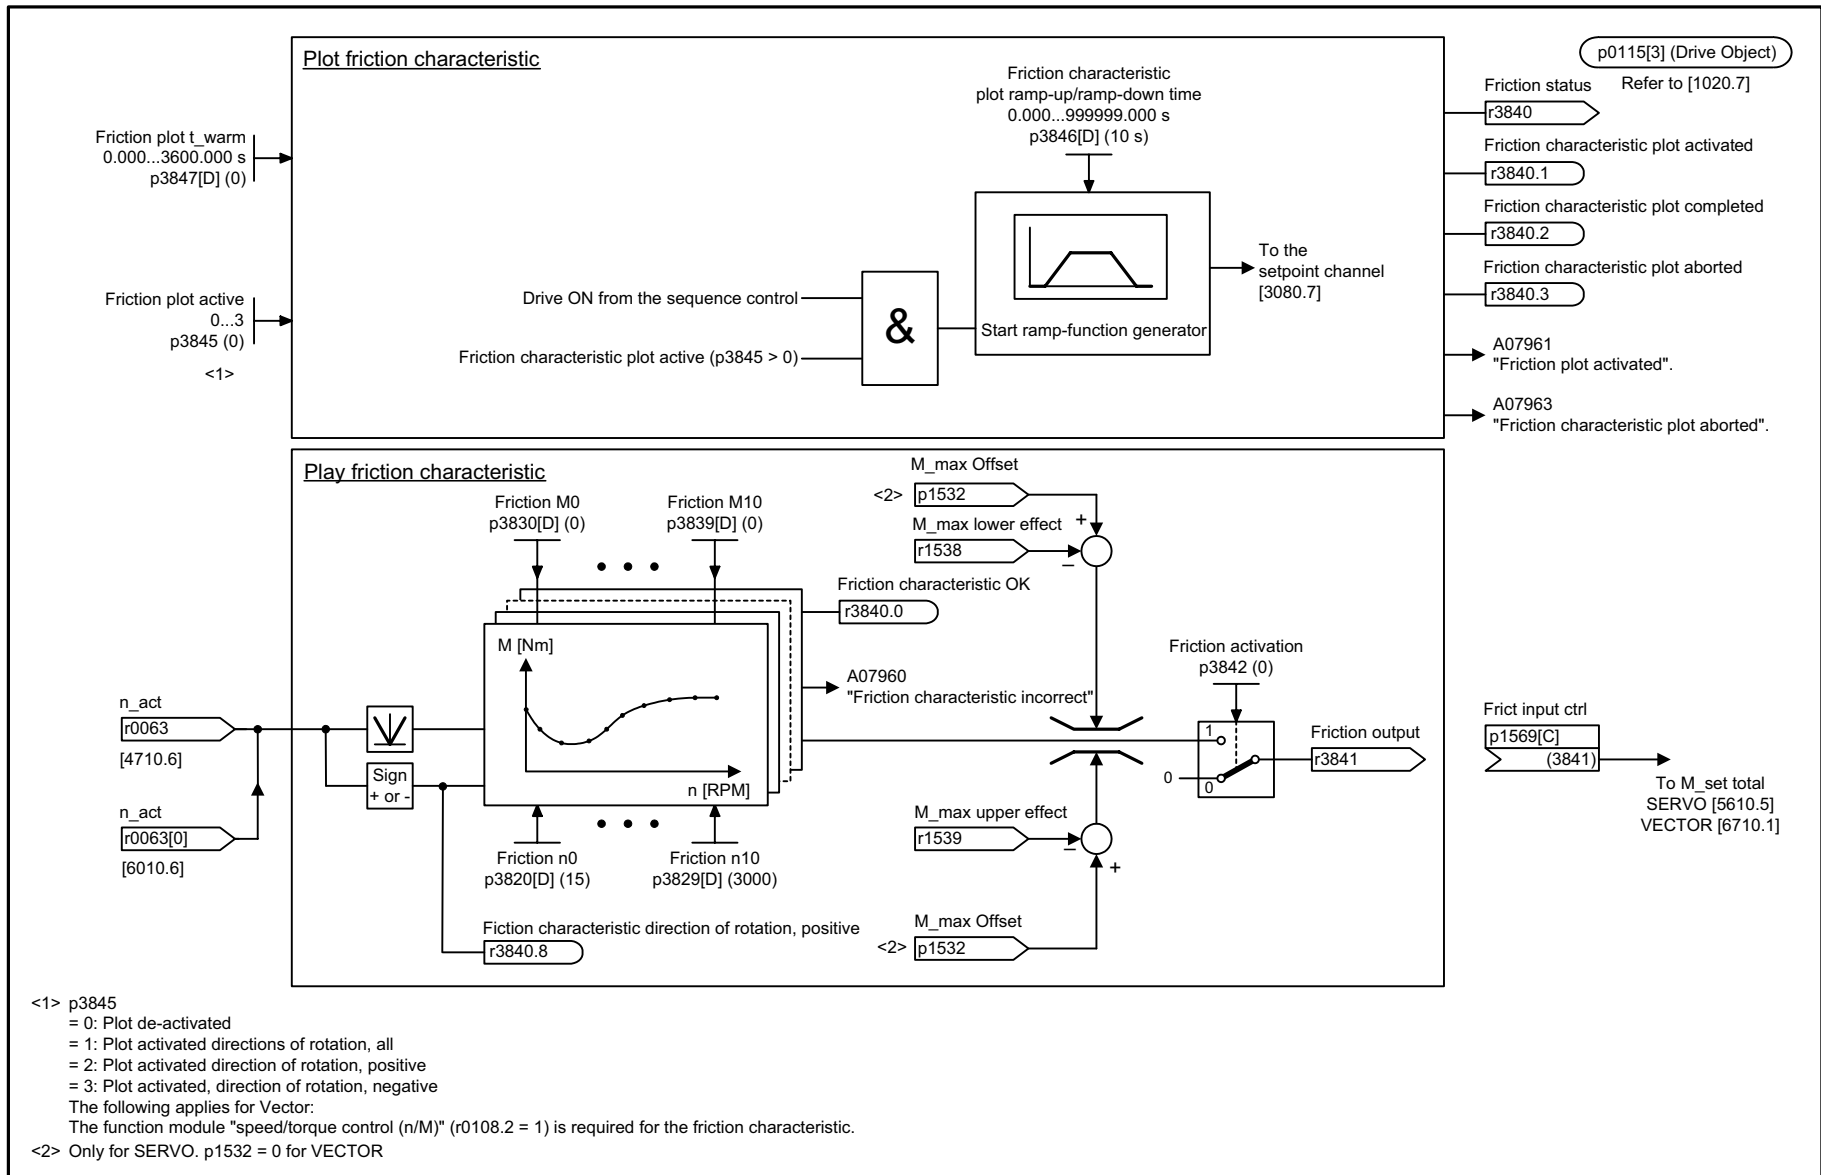 Plot friction characteristic
p0115[3] (Drive Object)
Refer to [1020.7]
Friction plot t_warm
0.000...3600.000 s
p3847[D] (0)
Friction plot active
0...3
p3845 (0)
<1>
Friction characteristic
plot ramp-up/ramp-down time
0.000...999999.000 s
p3846[D] (10 s)
Drive ON from the sequence control
Friction characteristic plot active (p3845 > 0)
&
Start ramp-function generator
To the
setpoint channel
[3080.7]
Friction status
r3840
Friction characteristic plot activated
r3840.1
Friction characteristic plot completed
r3840.2
Friction characteristic plot aborted
r3840.3
A07961
"Friction plot activated".
A07963
"Friction characteristic plot aborted".
Play friction characteristic
Friction M0
p3830[D] (0)
Friction M10
p3839[D] (0)
M_max Offset
<2> p1532
+
M_max lower effect
r1538
–
Friction characteristic OK
r3840.0
M [Nm]
n [RPM]
A07960
"Friction characteristic incorrect"
n_act
r0063
[4710.6]
n_act
r0063[0]
[6010.6]
Sign
+ or -
Friction n0
p3820[D] (15)
Friction n10
p3829[D] (3000)
Fiction characteristic direction of rotation, positive
r3840.8
M_max upper effect
r1539
–
+
M_max Offset
<2> p1532
Friction activation
p3842 (0)
1
0
0
Friction output
r3841
Frict input ctrl
p1569[C]
(3841)
To M_set total
SERVO [5610.5]
VECTOR [6710.1]
<1> p3845
= 0: Plot de-activated
= 1: Plot activated directions of rotation, all
= 2: Plot activated direction of rotation, positive
= 3: Plot activated, direction of rotation, negative
The following applies for Vector:
The function module "speed/torque control (n/M)" (r0108.2 = 1) is required for the friction characteristic.
<2> Only for SERVO. p1532 = 0 for VECTOR